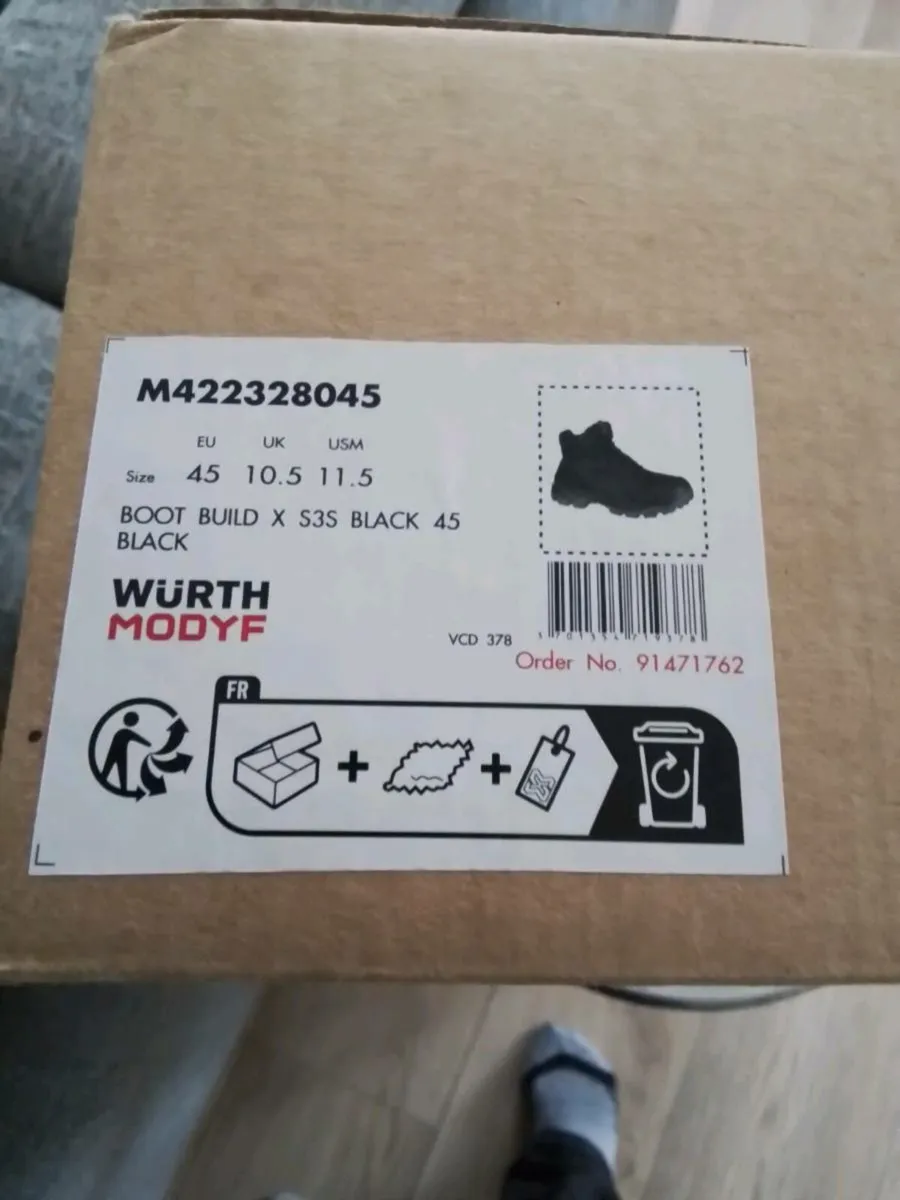 M422328045
EU UK USM
Size 45 10.5 11.5
BOOT BUILD X S3S BLACK 45
BLACK
WÜRTH
MODYF
VCD 378
5701354719378
Order No. 91471762
FR